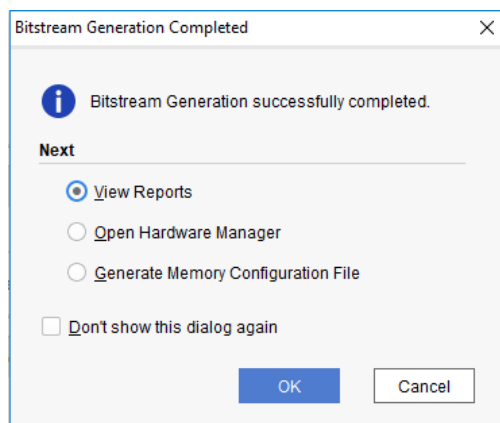 Bitstream Generation Completed
Bitstream Generation successfully completed.
Next
View Reports
Open Hardware Manager
Generate Memory Configuration File
Don't show this dialog again
OK
Cancel